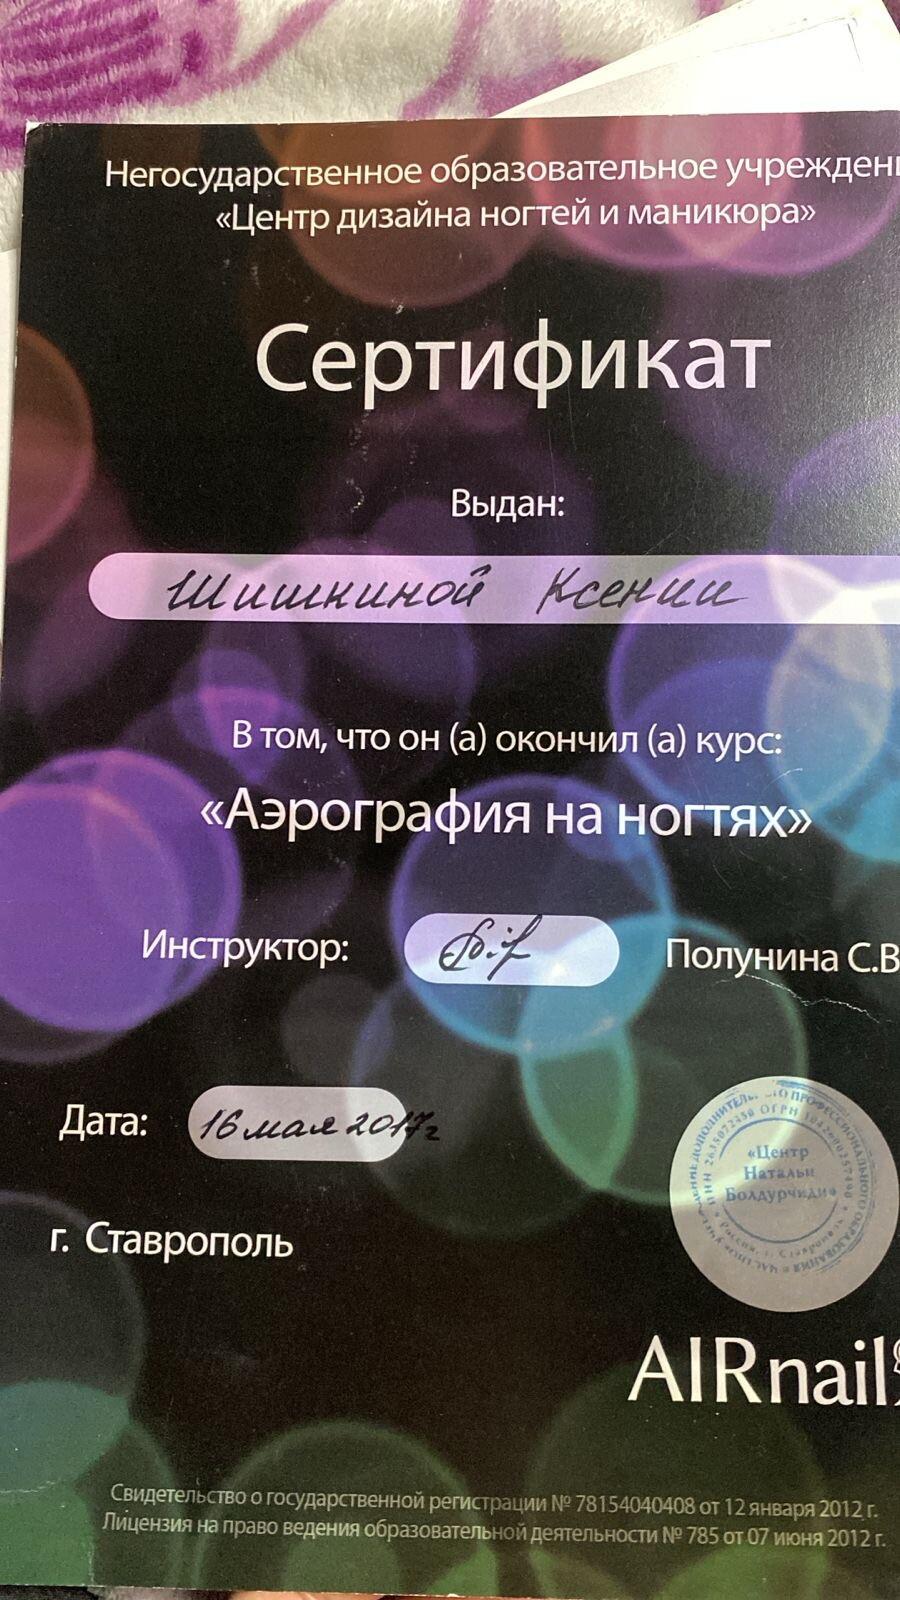 Негосударственное образовательное учреждени
«Центр дизайна ногтей и маникюра»
Сертификат
Выдан:
Шишкиной Ксении
В том, что он (а) окончил (а) курс:
«Аэрография на ногтях»
Инструктор:
Полунина С.В
Дата:
16 мая 2017г
«Центр
Натальи
Болдурчиди»
г. Ставрополь
AIRnail
Свидетельство о государственной регистрации № 78154040408 от 12 января 2012 г.
Лицензия на право ведения образовательной деятельности № 785 от 07 июня 2012 г.